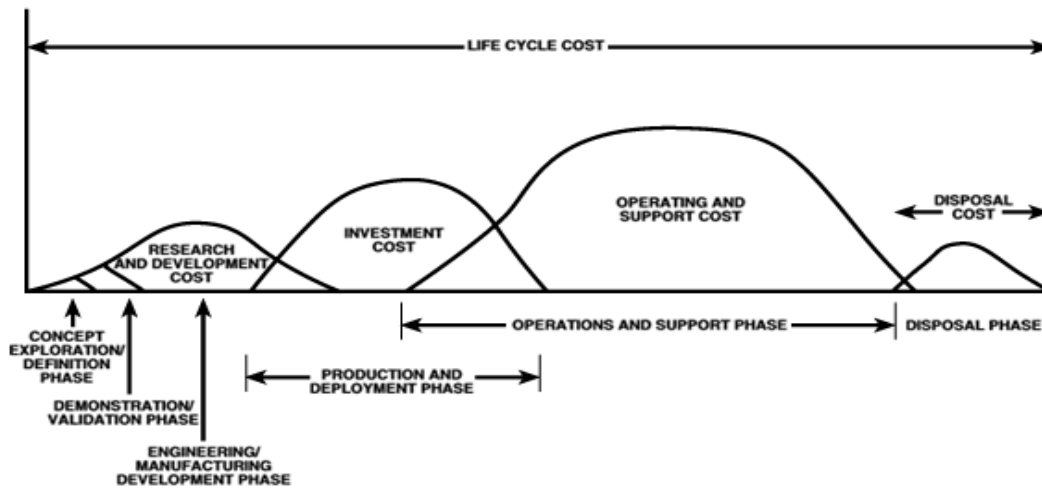 LIFE CYCLE COST
OPERATING AND
SUPPORT COST
DISPOSAL
COST
INVESTMENT
COST
RESEARCH
AND DEVELOPMENT
COST
OPERATIONS AND SUPPORT PHASE
DISPOSAL PHASE
CONCEPT
EXPLORATION/
DEFINITION
PHASE
PRODUCTION AND
DEPLOYMENT PHASE
DEMONSTRATION/
VALIDATION PHASE
ENGINEERING/
MANUFACTURING
DEVELOPMENT PHASE